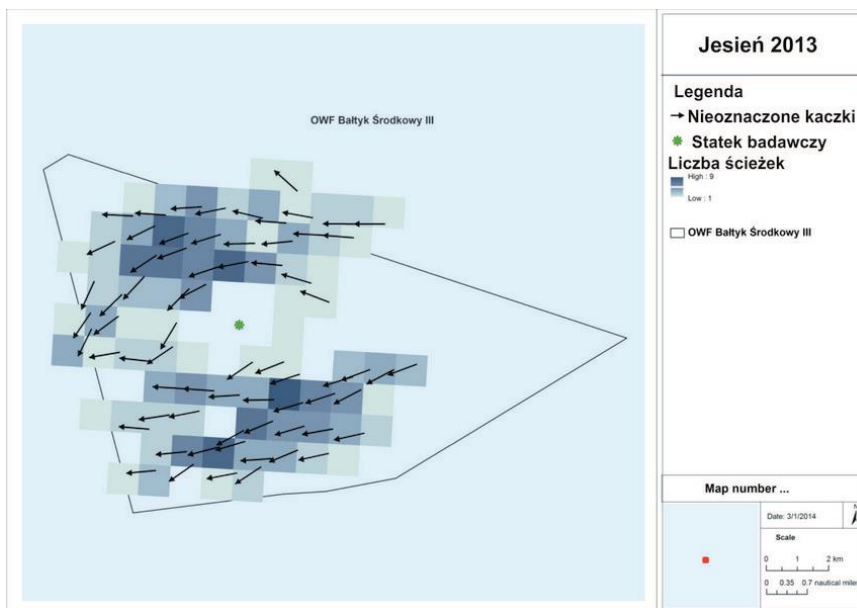 OWF Bałtyk Środkowy III
Jesień 2013
Legenda
Nieoznaczone kaczki
Statek badawczy
Liczba ścieżek
High : 9
Low : 1
OWF Bałtyk Środkowy III
Map number ...
Date: 3/1/2014
N
Scale
0 1 2 km
0 0.35 0.7 nautical miles